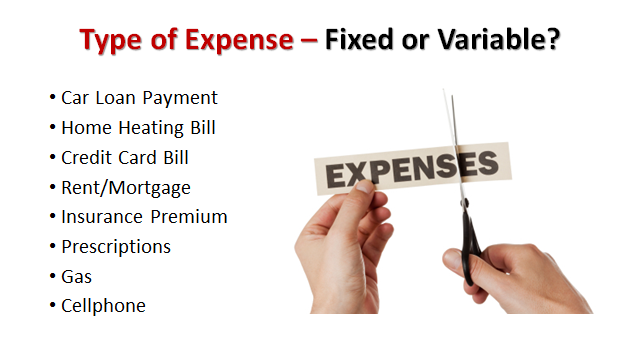 Type of Expense – Fixed or Variable?
• Car Loan Payment
• Home Heating Bill
• Credit Card Bill
• Rent/Mortgage
• Insurance Premium
• Prescriptions
• Gas
• Cellphone
EXPENSES